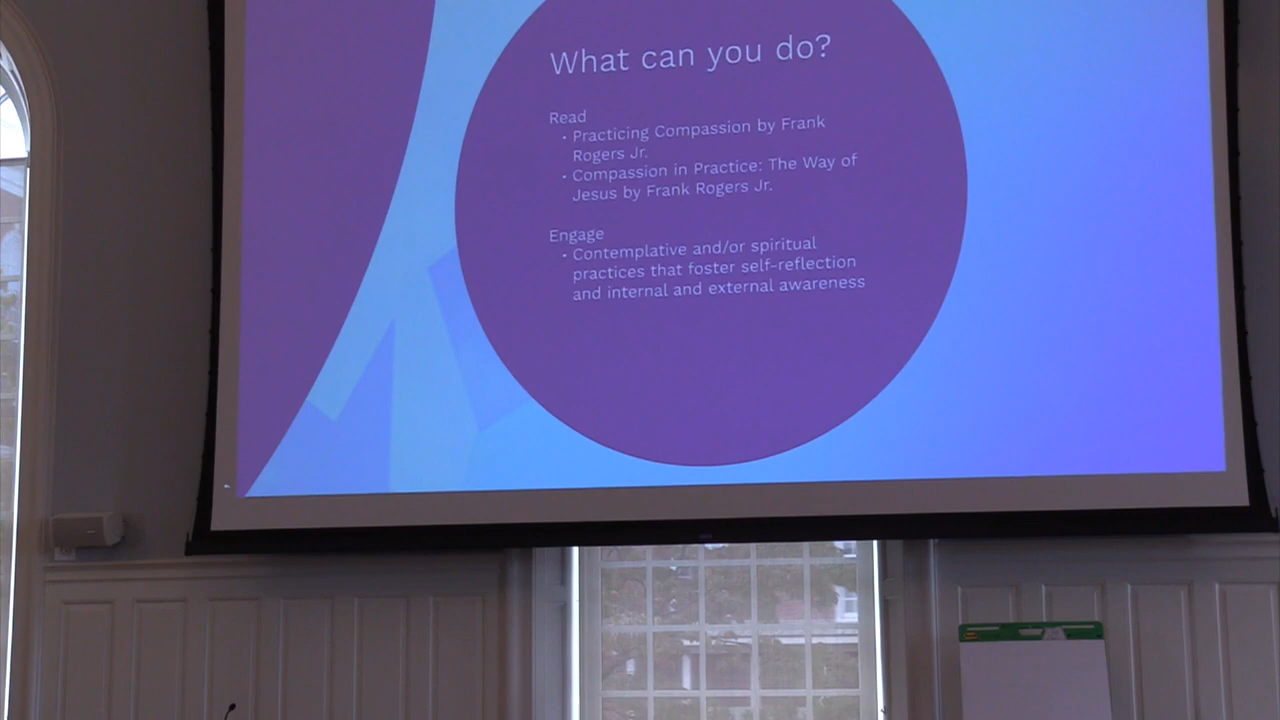 What can you do?
Read
• Practicing Compassion by Frank
Rogers Jr.
• Compassion in Practice: The Way of
Jesus by Frank Rogers Jr.
Engage
• Contemplative and/or spiritual
practices that foster self-reflection
and internal and external awareness